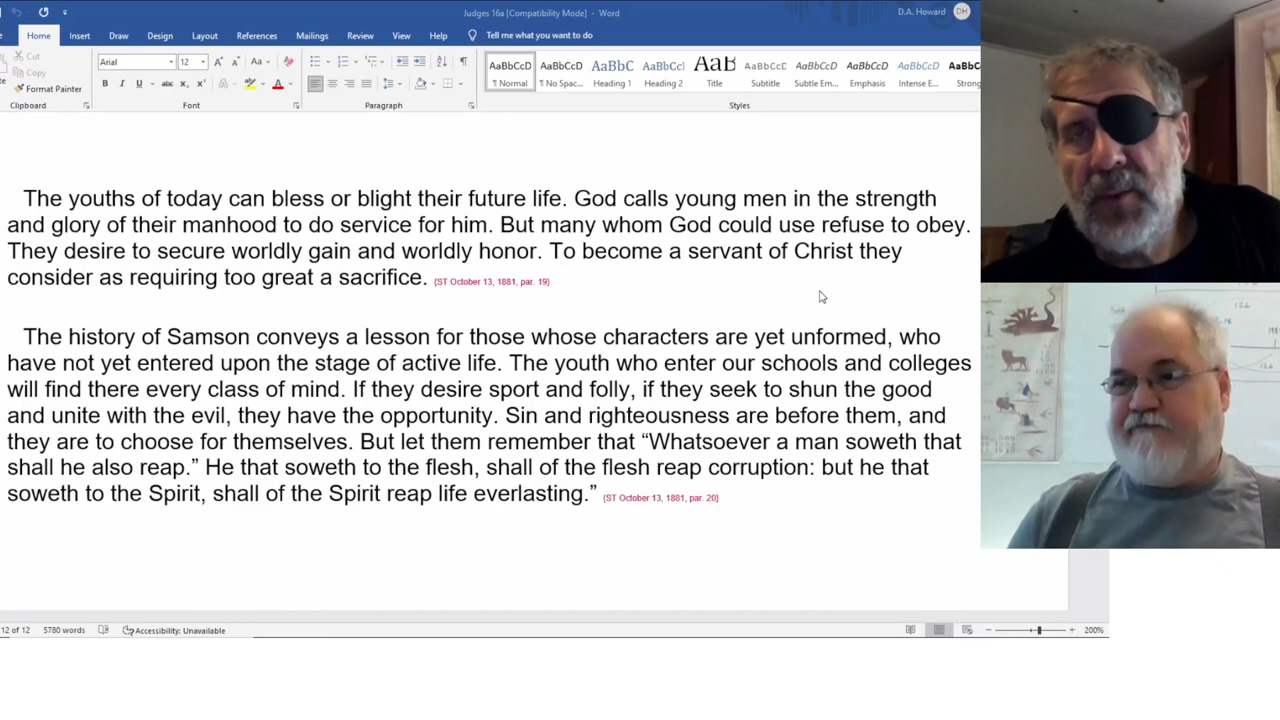 Judges 16a [Compatibility Mode] - Word
D.A. Howard
DH
Home Insert Draw Design Layout References Mailings Review View Help Tell me what you want to do
Cut
Copy
Format Painter
Clipboard
Arial 12
Font
Paragraph
AaBbCcD AaBbCcD AaBbC AaBbCc AaB AaBbCcD AaBbCcD AaBbCcD AaBbCcD AaBbCc
¶ Normal ¶ No Spac... Heading 1 Heading 2 Title Subtitle Subtle Em... Emphasis Intense E... Strong
Styles
The youths of today can bless or blight their future life. God calls young men in the strength
and glory of their manhood to do service for him. But many whom God could use refuse to obey.
They desire to secure worldly gain and worldly honor. To become a servant of Christ they
consider as requiring too great a sacrifice. (ST October 13, 1881, par. 19)
The history of Samson conveys a lesson for those whose characters are yet unformed, who
have not yet entered upon the stage of active life. The youth who enter our schools and colleges
will find there every class of mind. If they desire sport and folly, if they seek to shun the good
and unite with the evil, they have the opportunity. Sin and righteousness are before them, and
they are to choose for themselves. But let them remember that “Whatsoever a man soweth that
shall he also reap.” He that soweth to the flesh, shall of the flesh reap corruption: but he that
soweth to the Spirit, shall of the Spirit reap life everlasting.” (ST October 13, 1881, par. 20)
12 of 12 5780 words Accessibility: Unavailable 200%